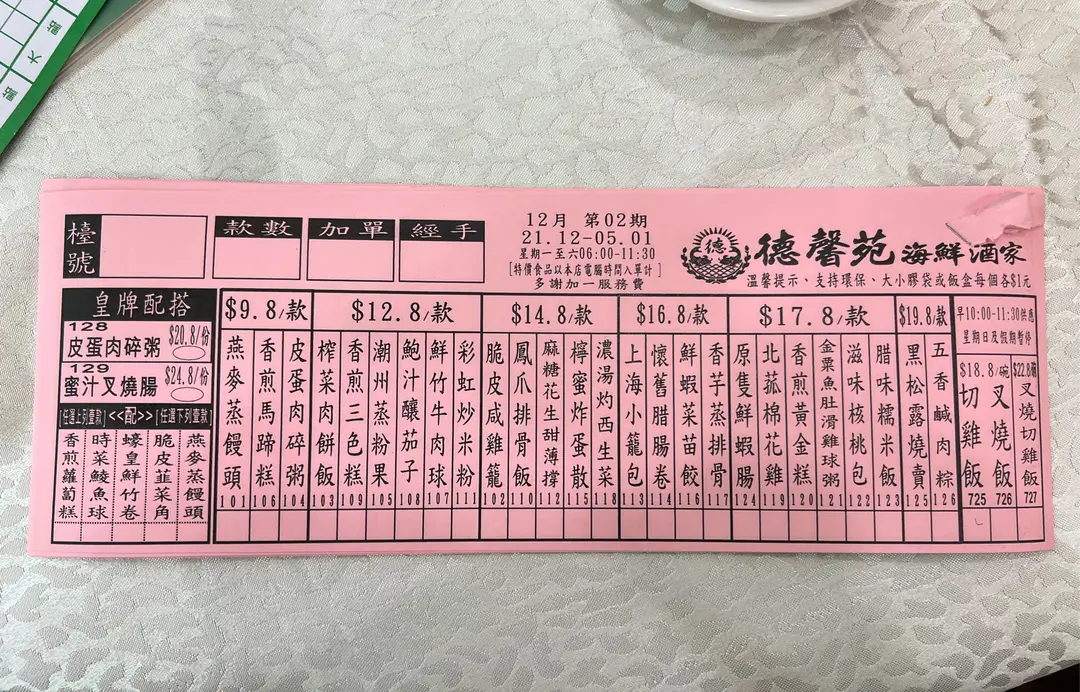 點
大
點
檯號
款數
加單
經手
12月 第02期
21.12-05.01
星期一至六06:00-11:30
[特價食品以本店電腦時間入單計]
多謝加一服務費
德
德馨苑 海鮮酒家
溫馨提示、支持環保、大小膠袋或飯盒每個各$1元
皇牌配搭
128
皮蛋肉碎粥 $20.8/份
129
蜜汁叉燒腸 $24.8/份
[任選上列壹款] <<配>> [任選下列壹款]
香煎蘿蔔糕
時菜鯪魚球
蠔皇鮮竹卷
脆皮韮菜角
燕麥蒸饅頭
$9.8/款
燕麥蒸饅頭 101
香煎馬蹄糕 106
皮蛋肉碎粥 104
$12.8/款
榨菜肉餅飯 103
香煎三色糕 109
潮州蒸粉果 105
鮑汁釀茄子 108
鮮竹牛肉球 107
彩虹炒米粉 111
$14.8/款
脆皮咸雞籠 102
鳳爪排骨飯 110
麻糖花生甜薄撑 112
檸蜜炸蛋散 115
濃湯灼西生菜 118
$16.8/款
上海小籠包 113
懷舊腊腸卷 114
鮮蝦菜苗餃 116
香芋蒸排骨 117
$17.8/款
原隻鮮蝦腸 124
北菰棉花雞 119
香煎黃金糕 120
金粟魚肚滑雞球粥 121
滋味核桃包 122
腊味糯米飯 123
$19.8/款
黑松露燒賣 125
五香鹹肉粽 126
早10:00-11:30供應
星期日及假期暫停
$18.8/碗
切雞飯 725
叉燒飯 726
$22.8/碗
叉燒切雞飯 727